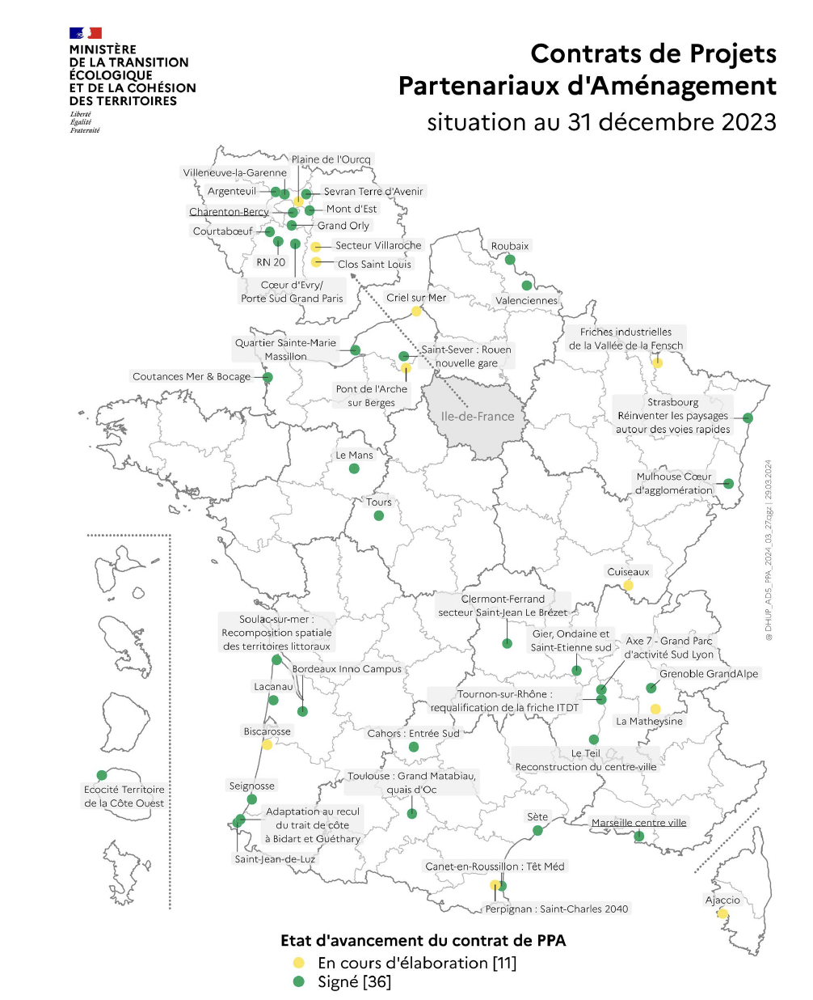 MINISTÈRE
DE LA TRANSITION
ÉCOLOGIQUE
ET DE LA COHÉSION
DES TERRITOIRES
Liberté
Égalité
Fraternité
Contrats de Projets
Partenariaux d'Aménagement
situation au 31 décembre 2023
Plaine de l'Ourcq
Villeneuve-la-Garenne
Argenteuil
Sevran Terre d'Avenir
Charenton-Bercy
Mont d'Est
Grand Orly
Courtabœuf
Secteur Villaroche
RN 20
Clos Saint Louis
Cœur d'Evry/
Porte Sud Grand Paris
Roubaix
Valenciennes
Criel sur Mer
Friches industrielles
de la Vallée de la Fensch
Quartier Sainte-Marie
Massillon
Saint-Sever : Rouen
nouvelle gare
Coutances Mer & Bocage
Pont de l'Arche
sur Berges
Strasbourg
Réinventer les paysages
autour des voies rapides
Ile-de-France
Le Mans
Mulhouse Cœur
d'agglomération
Tours
Cuiseaux
Clermont-Ferrand
secteur Saint-Jean Le Brézet
Soulac-sur-mer :
Recomposition spatiale
des territoires littoraux
Gier, Ondaine et
Saint-Etienne sud
Axe 7 - Grand Parc
d'activité Sud Lyon
Bordeaux Inno Campus
Grenoble GrandAlpe
Lacanau
Tournon-sur-Rhône :
requalification de la friche ITDT
La Matheysine
Biscarosse
Cahors : Entrée Sud
Le Teil
Reconstruction du centre-ville
Toulouse : Grand Matabiau,
quais d'Oc
Ecocité Territoire
de la Côte Ouest
Seignosse
Adaptation au recul
du trait de côte
à Bidart et Guéthary
Sète
Marseille centre ville
Saint-Jean-de-Luz
Canet-en-Roussillon : Têt Méd
Perpignan : Saint-Charles 2040
Ajaccio
@ DHUP_AD5_PPA_2024_03_27qgz | 29.03.2024
Etat d'avancement du contrat de PPA
En cours d'élaboration [11]
Signé [36]